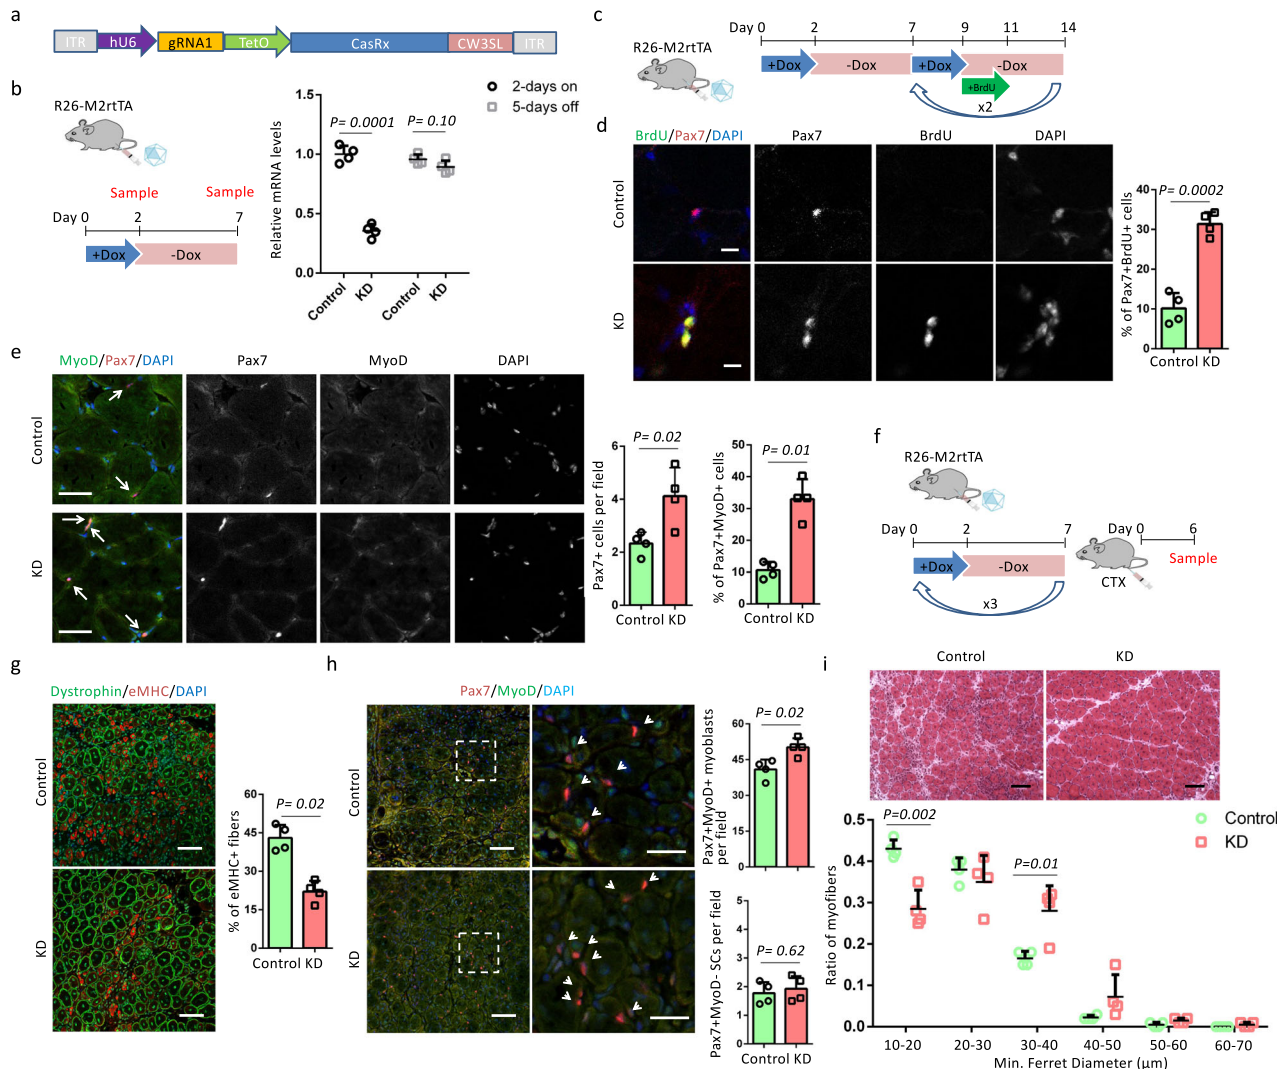 a
ITR hU6 gRNA1 TetO CasRx CW3SL ITR
b
R26-M2rtTA
Sample Sample
Day 0 2 7
+Dox -Dox
2-days on
5-days off
Relative mRNA levels
1.5
1.0
0.5
0.0
P= 0.0001 P= 0.10
Control KD Control KD
c
R26-M2rtTA
Day 0 2 7 9 11 14
+Dox -Dox +Dox -Dox
+BrdU
x2
d
BrdU/Pax7/DAPI Pax7 BrdU DAPI
Control
KD
% of Pax7+BrdU+ cells
P= 0.0002
40
30
20
10
0
Control KD
e
MyoD/Pax7/DAPI Pax7 MyoD DAPI
Control
KD
Pax7+ cells per field
P= 0.02
6
4
2
0
Control KD
% of Pax7+MyoD+ cells
P= 0.01
50
40
30
20
10
0
Control KD
f
R26-M2rtTA
Day 0 2 7 Day 0 6
+Dox -Dox
x3
CTX
Sample
g
Dystrophin/eMHC/DAPI
Control
KD
% of eMHC+ fibers
P= 0.02
60
45
30
15
0
Control KD
h
Pax7/MyoD/DAPI
Control
KD
Pax7+MyoD+ myoblasts
per field
P= 0.02
60
45
30
15
0
Pax7+MyoD- SCs per field
P= 0.62
5
4
3
2
1
0
Control KD
i
Control KD
Control
KD
Ratio of myofibers
P=0.002
P=0.01
0.5
0.4
0.3
0.2
0.1
0.0
10-20 20-30 30-40 40-50 50-60 60-70
Min. Ferret Diameter (μm)